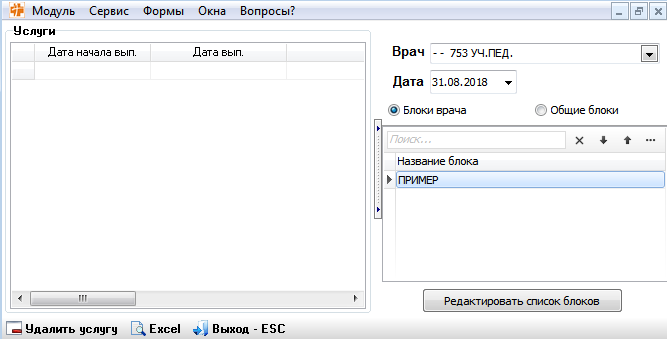 Модуль Сервис Формы Окна Вопросы?
Услуги
Дата начала вып. Дата вып.
Врач - - 753 УЧ.ПЕД.
Дата 31.08.2018
Блоки врача Общие блоки
Поиск...
Название блока
ПРИМЕР
Редактировать список блоков
Удалить услугу Excel Выход - ESC